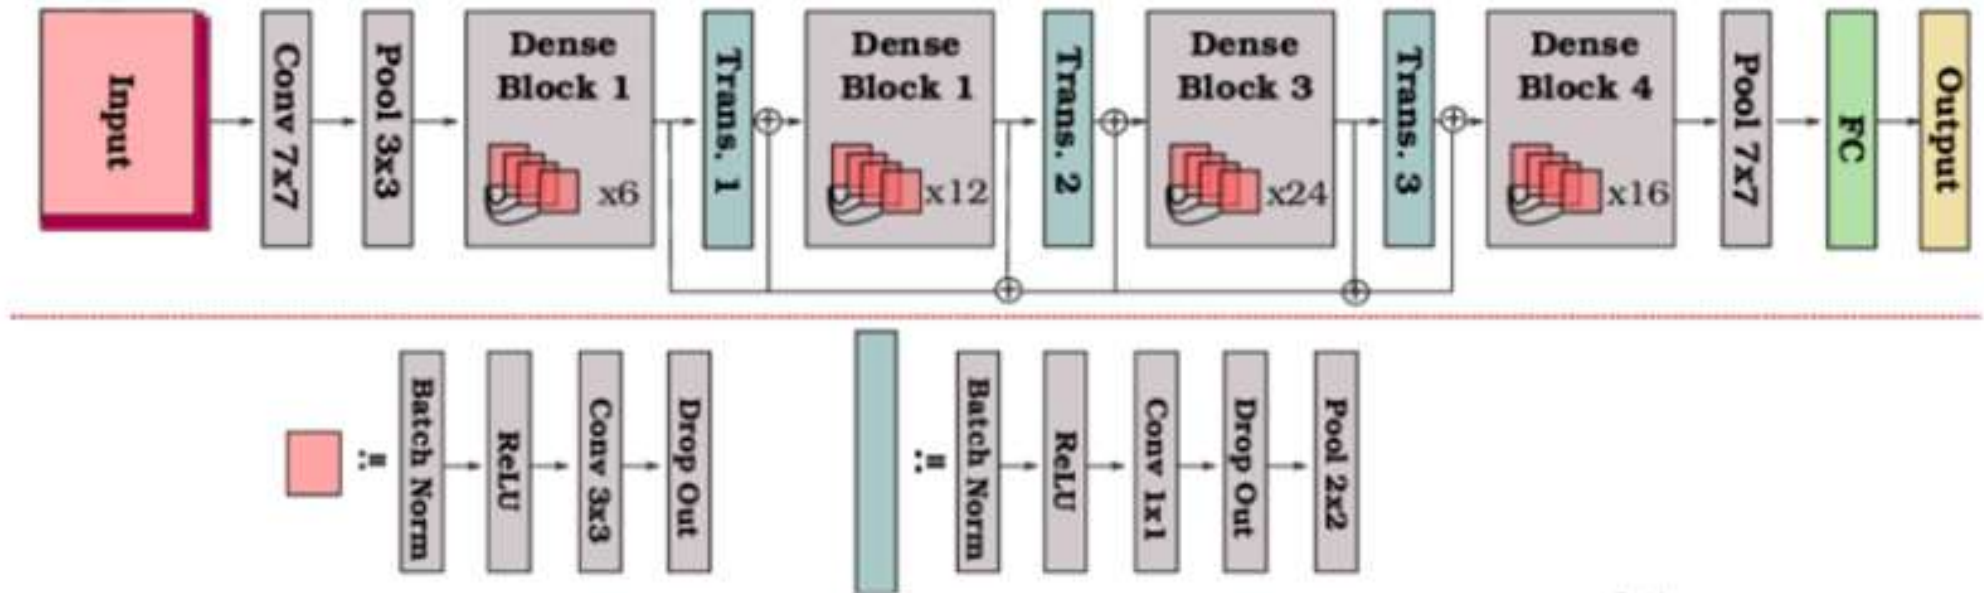 Input
Conv 7x7
Pool 3x3
Dense
Block 1
x6
Trans. 1
Dense
Block 1
x12
Trans. 2
Dense
Block 3
x24
Trans. 3
Dense
Block 4
x16
Pool 7x7
FC
Output
Batch Norm
ReLU
Conv 3x3
Drop Out
Batch Norm
ReLU
Conv 1x1
Drop Out
Pool 2x2